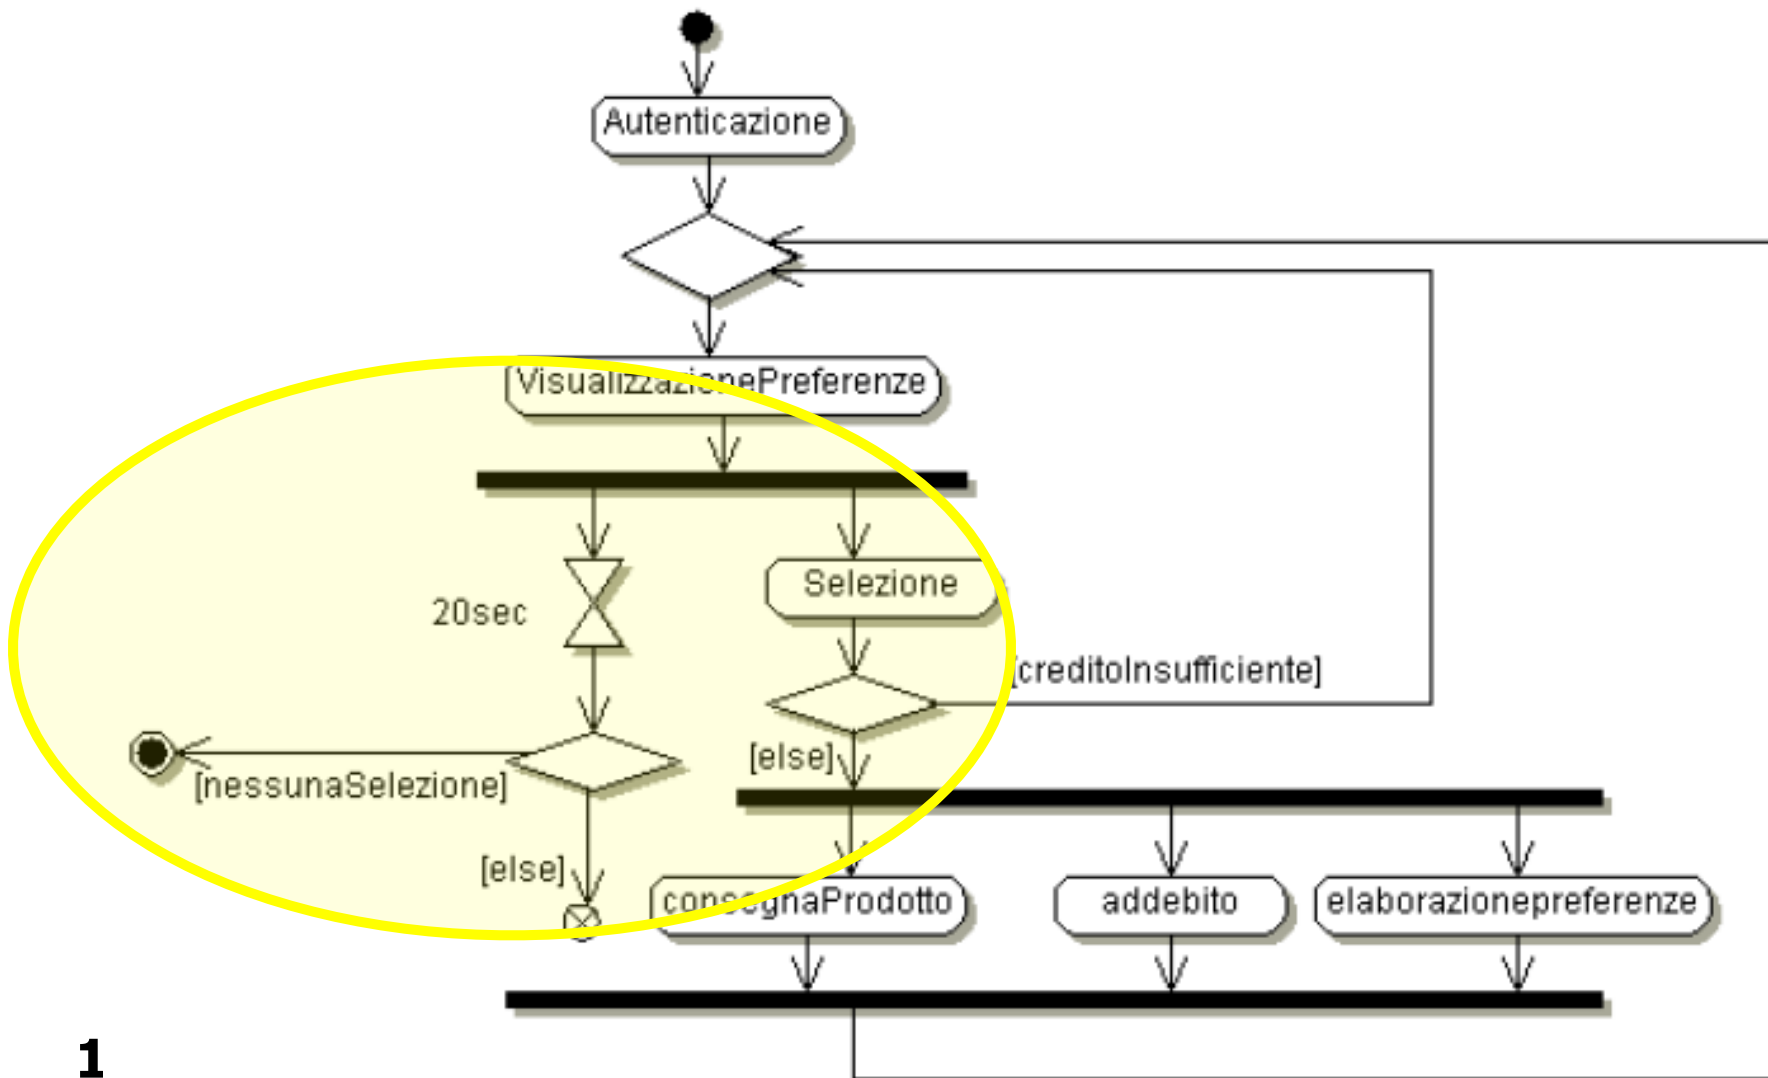 Autenticazione
VisualizzazionePreferenze
20sec
Selezione
[creditoInsufficiente]
[nessunaSelezione]
[else]
[else]
consegnaProdotto
addebito
elaborazionepreferenze
1